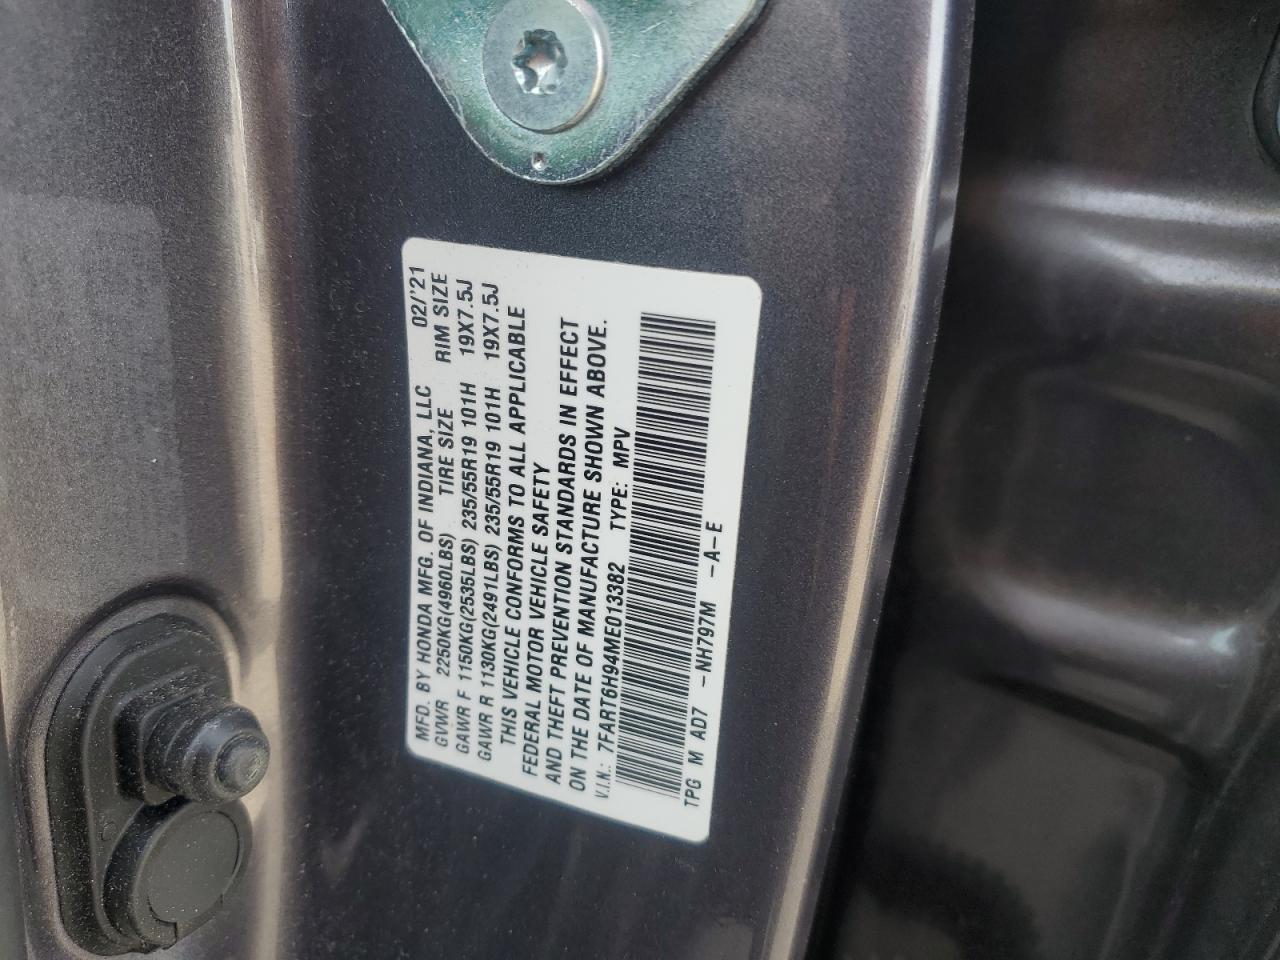 MFD. BY HONDA MFG. OF INDIANA, LLC 02/'21
GVWR 2250KG(4960LBS) TIRE SIZE RIM SIZE
GAWR F 1150KG(2535LBS) 235/55R19 101H 19X7.5J
GAWR R 1130KG(2491LBS) 235/55R19 101H 19X7.5J
THIS VEHICLE CONFORMS TO ALL APPLICABLE
FEDERAL MOTOR VEHICLE SAFETY
AND THEFT PREVENTION STANDARDS IN EFFECT
ON THE DATE OF MANUFACTURE SHOWN ABOVE.
V.I.N.: 7FART6H94ME013382 TYPE: MPV
TPG M AD7 -NH797M -A-E